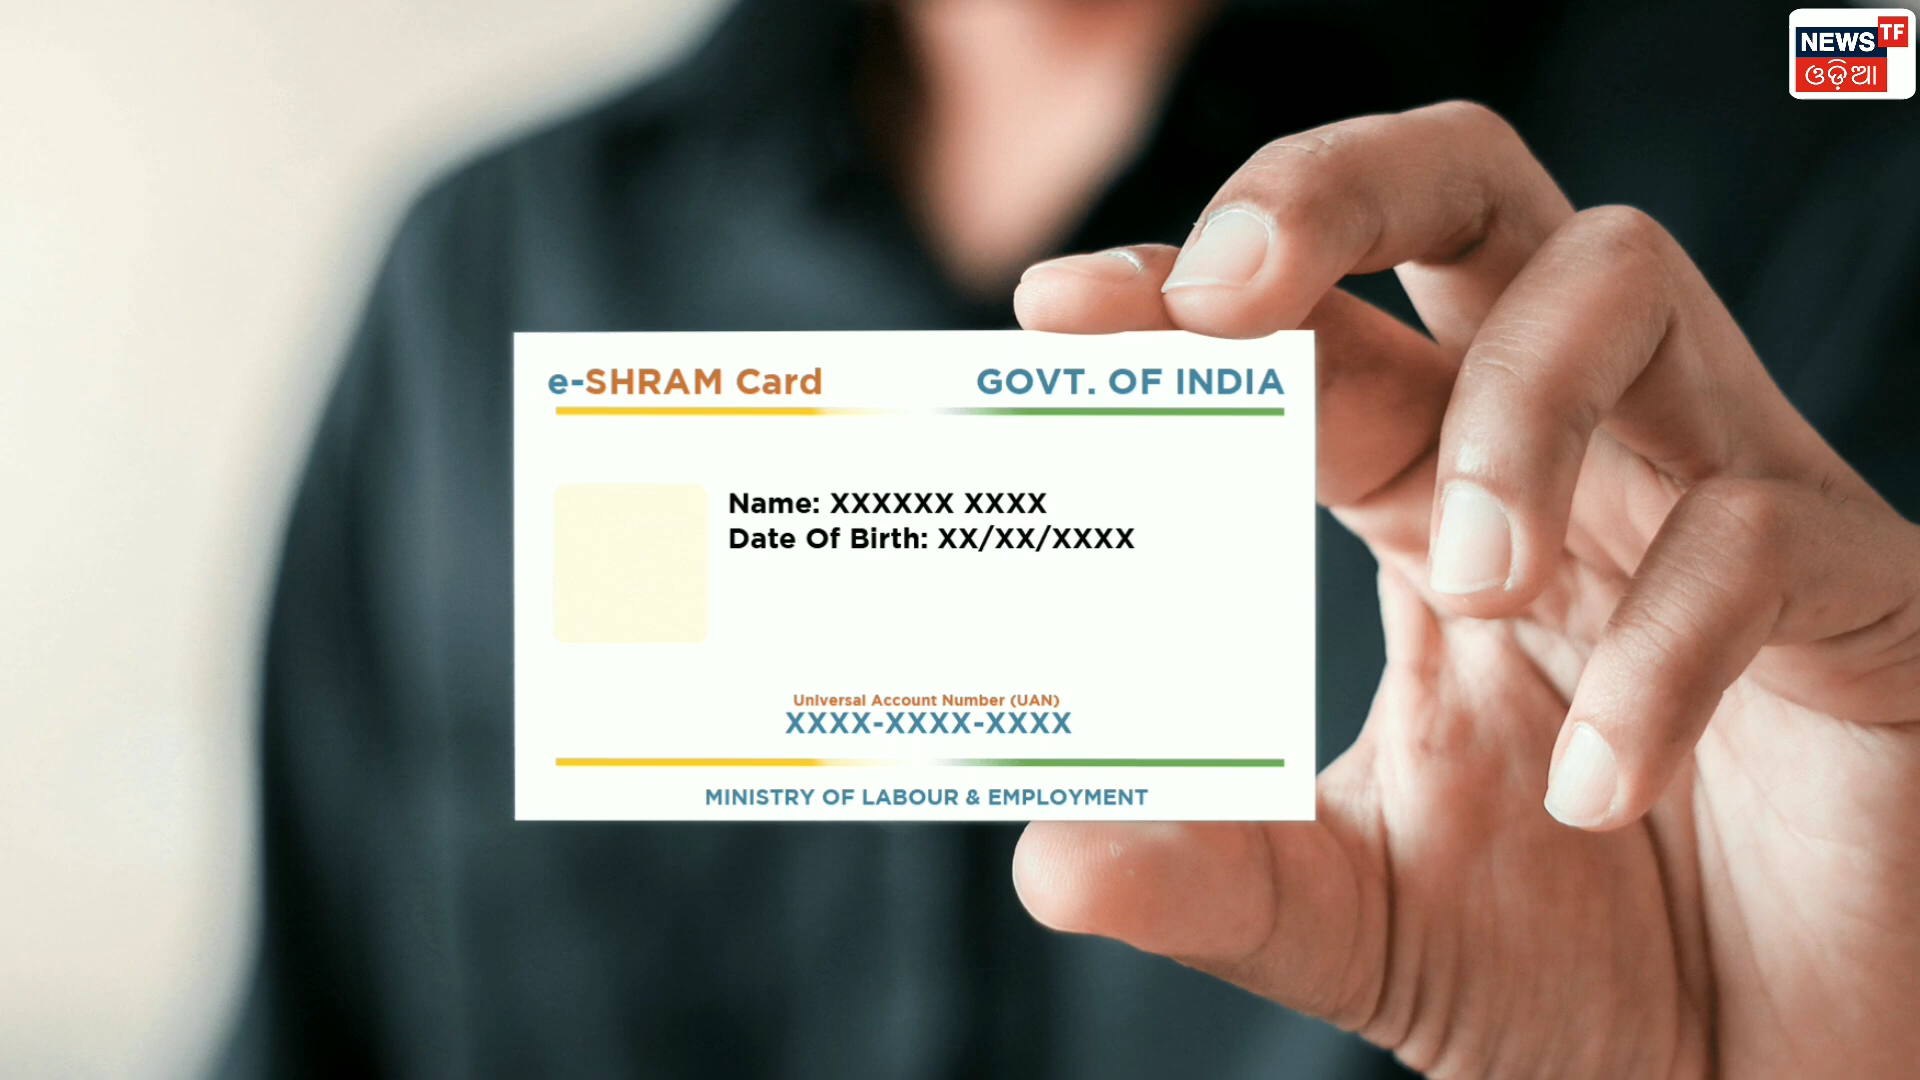 NEWS TF
ଓଡ଼ିଆ
e-SHRAM Card GOVT. OF INDIA
Name: XXXXXX XXXX
Date Of Birth: XX/XX/XXXX
Universal Account Number (UAN)
XXXX-XXXX-XXXX
MINISTRY OF LABOUR & EMPLOYMENT